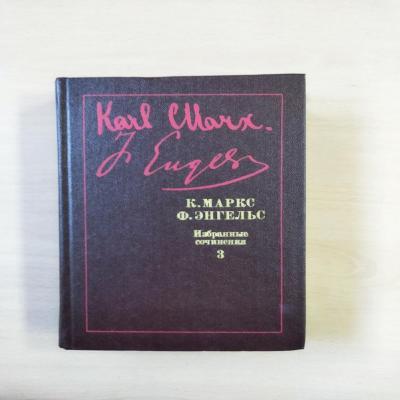 Karl Marx.
F Engels
К. МАРКС
Ф. ЭНГЕЛЬС
Избранные
сочинения
3